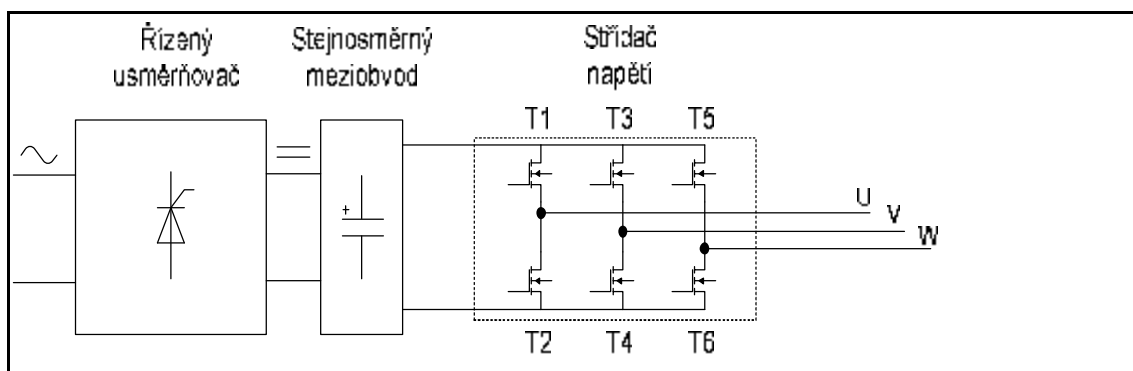 Řízený
usměrňovač
Stejnosměrný
meziobvod
Střídač
napětí
T1 T3 T5
U
V
W
+
T2 T4 T6